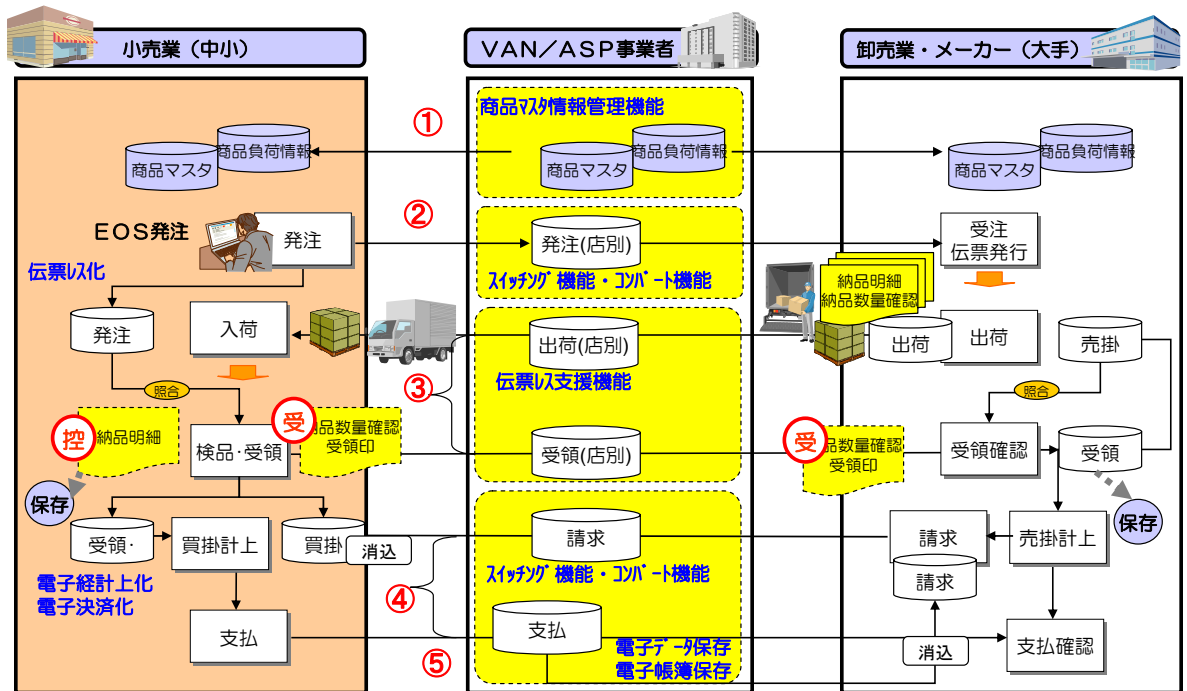 小売業（中小）
VAN／ASP事業者
卸売業・メーカー（大手）
①
商品マスタ情報管理機能
商品負荷情報
商品マスタ
商品負荷情報
商品マスタ
商品負荷情報
商品マスタ
②
EOS発注
発注
発注(店別)
受注
伝票発行
スイッチング機能・コンバート機能
伝票レス化
納品明細
納品数量確認
発注
入荷
出荷(店別)
出荷
出荷
売掛
伝票レス支援機能
③
照合
照合
控
納品明細
受
品数量確認
受領印
検品・受領
受領(店別)
受
品数量確認
受領印
受領確認
受領
保存
保存
受領・
買掛計上
買掛
消込
請求
請求
売掛計上
請求
スイッチング機能・コンバート機能
電子経計上化
電子決済化
④
支払
支払
電子データ保存
電子帳簿保存
消込
支払確認
⑤